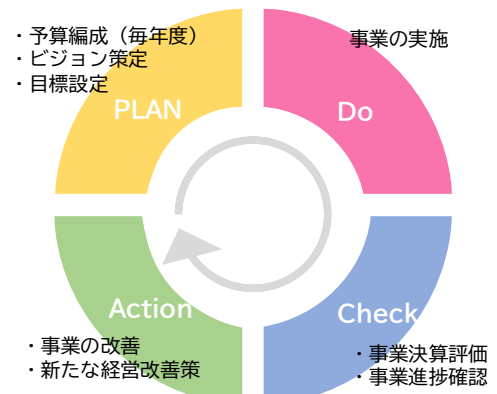 ・予算編成（毎年度）
・ビジョン策定
・目標設定
PLAN
事業の実施
Do
Check
・事業決算評価
・事業進捗確認
Action
・事業の改善
・新たな経営改善策